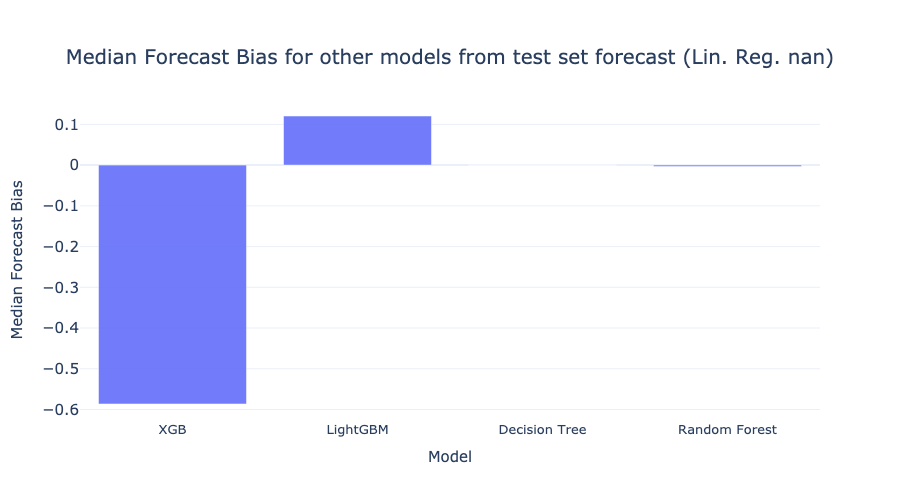 Median Forecast Bias for other models from test set forecast (Lin. Reg. nan)
0.1
0
−0.1
−0.2
−0.3
−0.4
−0.5
−0.6
Median Forecast Bias
XGB
LightGBM
Decision Tree
Random Forest
Model